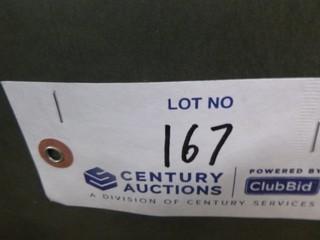 LOT NO
167
CENTURY
AUCTIONS
POWERED BY
ClubBid
A DIVISION OF CENTURY SERVICES